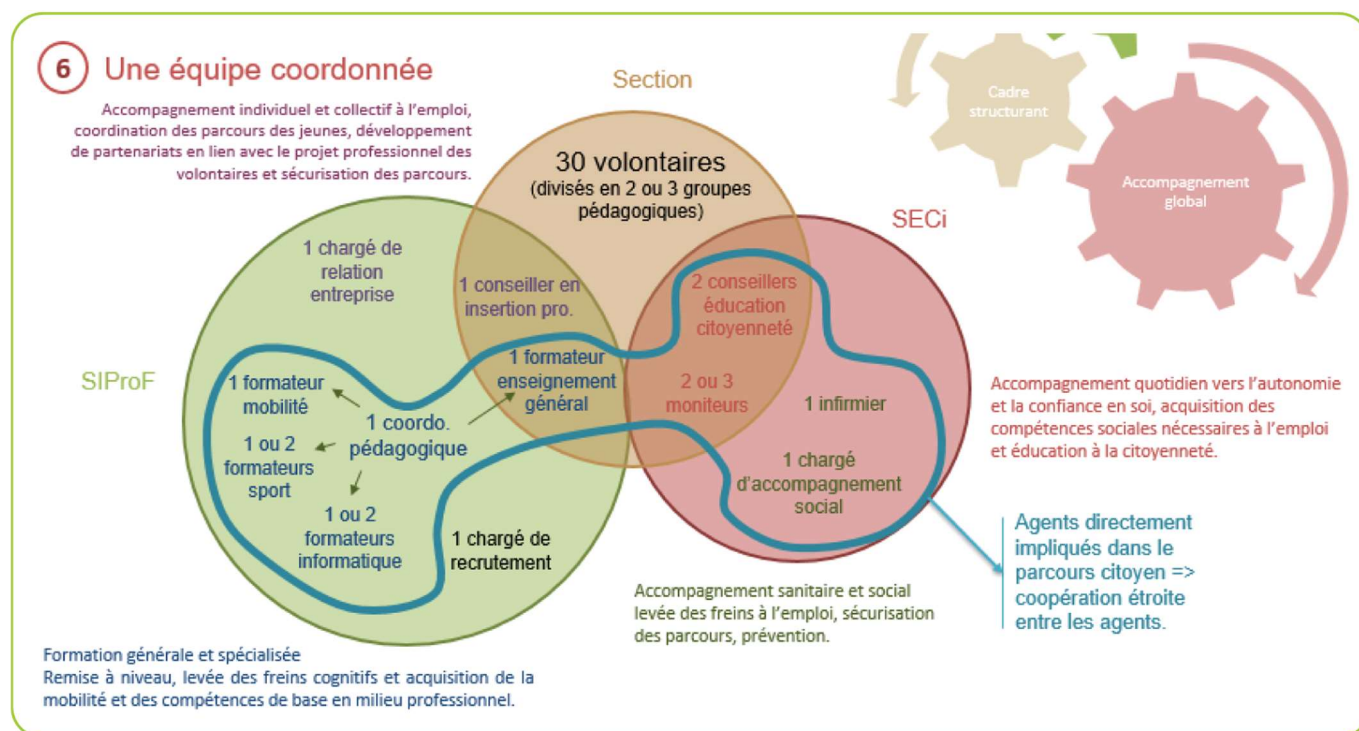 6 Une équipe coordonnée
Accompagnement individuel et collectif à l'emploi,
coordination des parcours des jeunes, développement
de partenariats en lien avec le projet professionnel des
volontaires et sécurisation des parcours.
Section
Cadre
structurant
Accompagnement
global
30 volontaires
(divisés en 2 ou 3 groupes
pédagogiques)
SECi
1 chargé de
relation
entreprise
1 conseiller en
insertion pro.
2 conseillers
éducation
citoyenneté
SIProF
1 formateur
mobilité
1 coordo.
pédagogique
1 formateur
enseignement
général
2 ou 3
moniteurs
1 infirmier
1 ou 2
formateurs
sport
1 ou 2
formateurs
informatique
1 chargé de
recrutement
1 chargé
d'accompagnement
social
Accompagnement quotidien vers l'autonomie
et la confiance en soi, acquisition des
compétences sociales nécessaires à l'emploi
et éducation à la citoyenneté.
Agents directement
impliqués dans le
parcours citoyen =>
coopération étroite
entre les agents.
Accompagnement sanitaire et social
levée des freins à l'emploi, sécurisation
des parcours, prévention.
Formation générale et spécialisée
Remise à niveau, levée des freins cognitifs et acquisition de la
mobilité et des compétences de base en milieu professionnel.